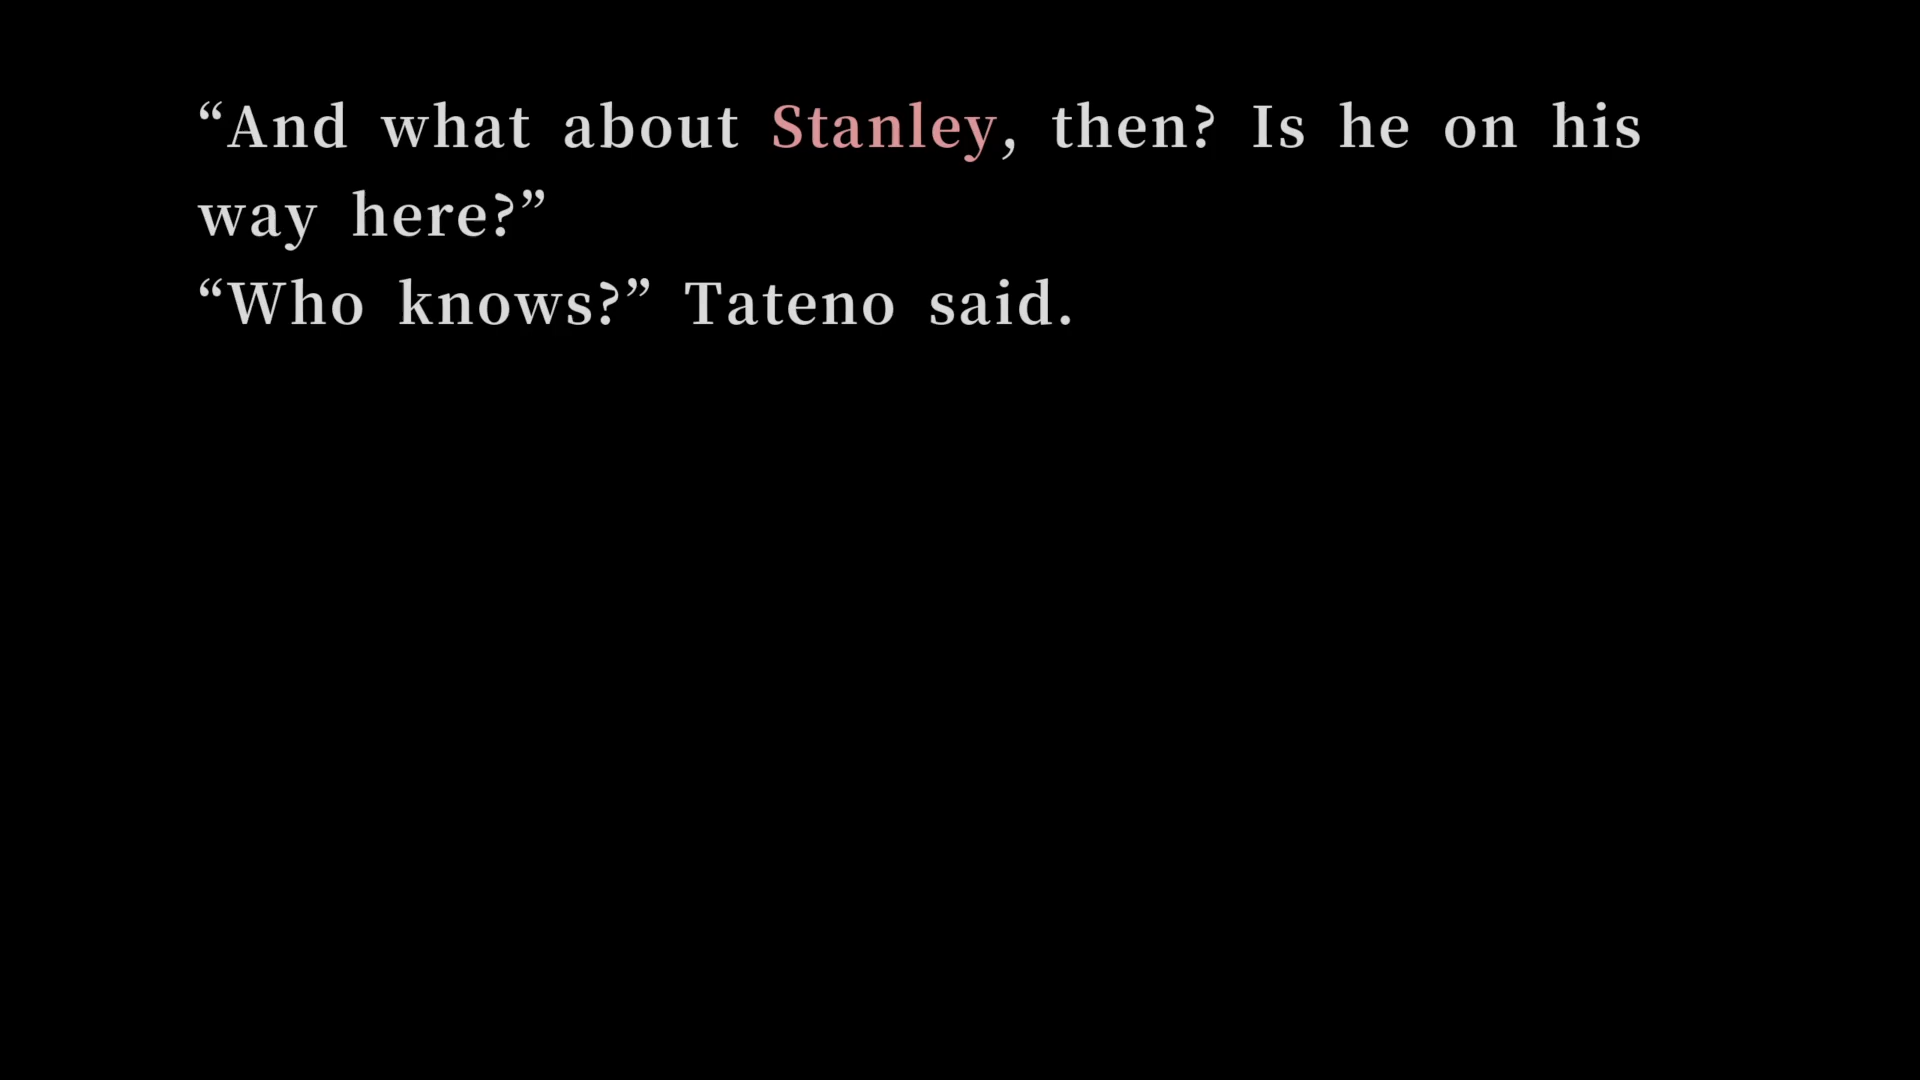 “And what about Stanley, then? Is he on his
way here?”
“Who knows?” Tateno said.